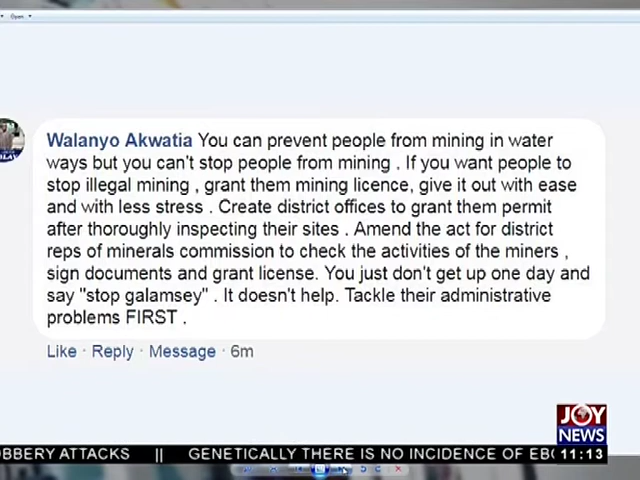 Open
Walanyo Akwatia You can prevent people from mining in water
ways but you can't stop people from mining . If you want people to
stop illegal mining , grant them mining licence, give it out with ease
and with less stress . Create district offices to grant them permit
after thoroughly inspecting their sites . Amend the act for district
reps of minerals commission to check the activities of the miners ,
sign documents and grant license. You just don't get up one day and
say "stop galamsey" . It doesn't help. Tackle their administrative
problems FIRST .
Like · Reply · Message · 6m
JOY
NEWS
11:13
ATTACKS || GENETICALLY THERE IS NO INCIDENCE OF